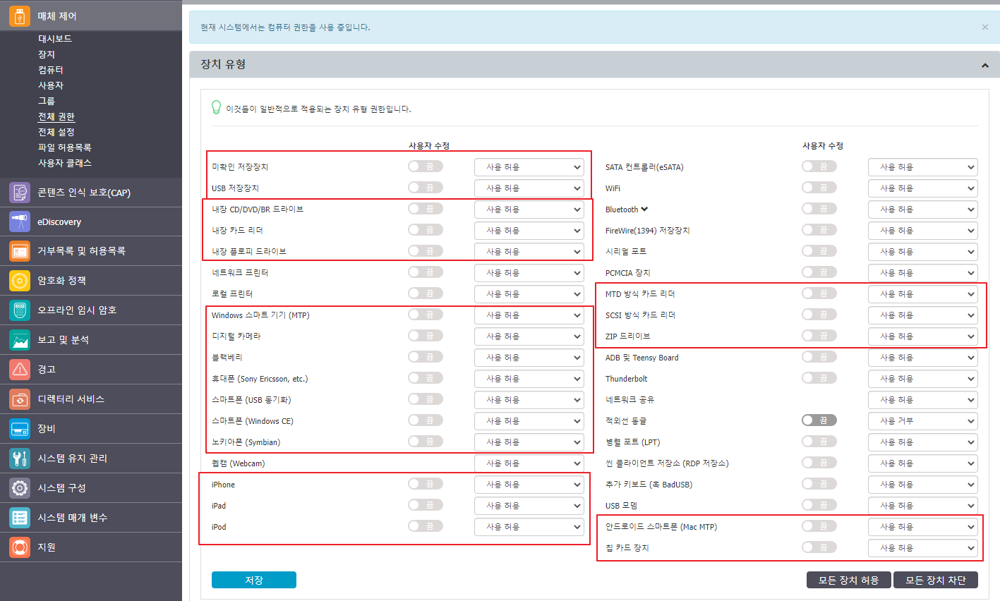 매체 제어
대시보드
장치
컴퓨터
사용자
그룹
전체 권한
전체 설정
파일 허용목록
사용자 클래스
콘텐츠 인식 보호(CAP)
eDiscovery
거부목록 및 허용목록
암호화 정책
오프라인 임시 암호
보고 및 분석
경고
디렉터리 서비스
장비
시스템 유지 관리
시스템 구성
시스템 매개 변수
지원
현재 시스템에서는 컴퓨터 권한을 사용 중입니다. ×
장치 유형
이것들이 일반적으로 적용되는 장치 유형 권한입니다.
사용자 수정
미확인 저장장치 끔 사용 허용
USB 저장장치 끔 사용 허용
내장 CD/DVD/BR 드라이브 끔 사용 허용
내장 카드 리더 끔 사용 허용
내장 플로피 드라이브 끔 사용 허용
네트워크 프린터 끔 사용 허용
로컬 프린터 끔 사용 허용
Windows 스마트 기기 (MTP) 끔 사용 허용
디지털 카메라 끔 사용 허용
블랙베리 끔 사용 허용
휴대폰 (Sony Ericsson, etc.) 끔 사용 허용
스마트폰 (USB 동기화) 끔 사용 허용
스마트폰 (Windows CE) 끔 사용 허용
노키아폰 (Symbian) 끔 사용 허용
웹캠 (Webcam) 사용 허용
iPhone 끔 사용 허용
iPad 끔 사용 허용
iPod 끔 사용 허용
사용자 수정
SATA 컨트롤러(eSATA) 끔 사용 허용
WiFi 끔 사용 허용
Bluetooth 끔 사용 허용
FireWire(1394) 저장장치 끔 사용 허용
시리얼 포트 끔 사용 허용
PCMCIA 장치 끔 사용 허용
MTD 방식 카드 리더 끔 사용 허용
SCSI 방식 카드 리더 끔 사용 허용
ZIP 드리이브 끔 사용 허용
ADB 및 Teensy Board 끔 사용 허용
Thunderbolt 끔 사용 허용
네트워크 공유 사용 허용
적외선 동글 끔 사용 거부
병렬 포트 (LPT) 끔 사용 허용
씬 클라이언트 저장소 (RDP 저장소) 끔 사용 허용
추가 키보드 (혹 BadUSB) 끔 사용 허용
USB 모뎀 끔 사용 허용
안드로이드 스마트폰 (Mac MTP) 끔 사용 허용
칩 카드 장치 끔 사용 허용
저장
모든 장치 허용
모든 장치 차단